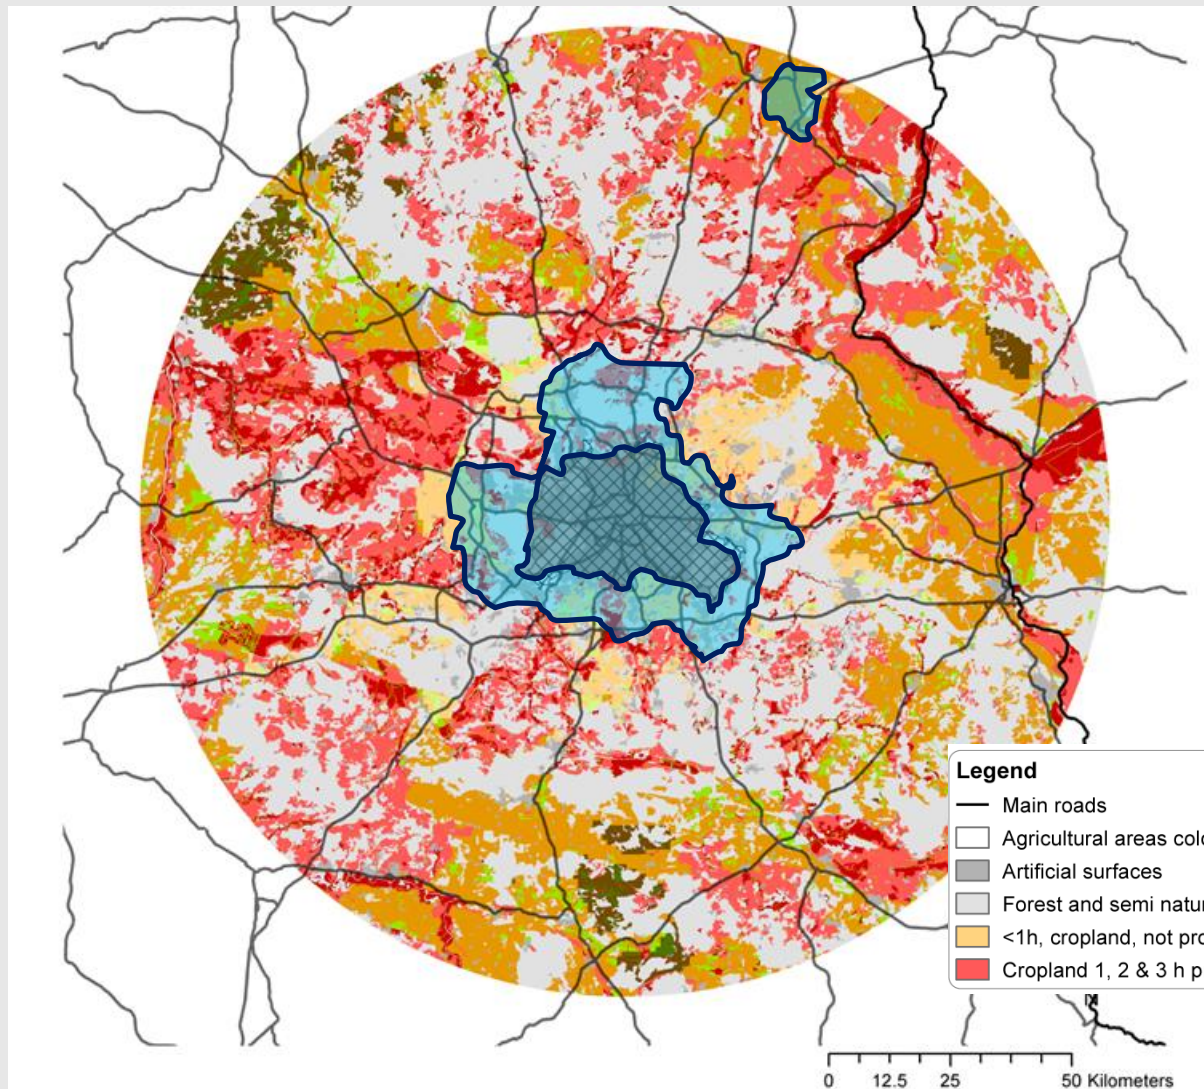 Legend
Main roads
Agricultural areas colo
Artificial surfaces
Forest and semi natur
<1h, cropland, not pro
Cropland 1, 2 & 3 h p
N
0 12.5 25 50 Kilometers